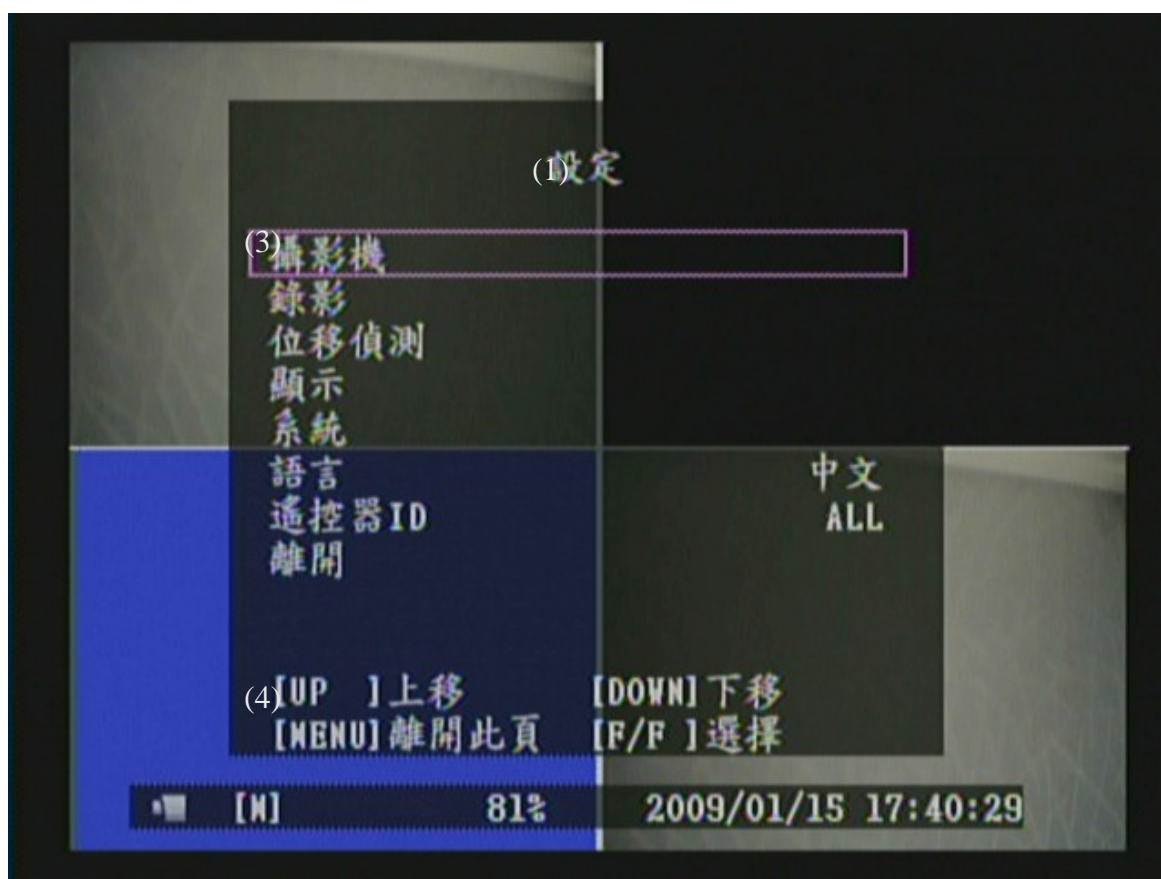 (1)設定
(3)攝影機
錄影
位移偵測
顯示
系統
語言 中文
遙控器ID ALL
離開
(4)[UP ]上移 [DOWN]下移
[MENU]離開此頁 [F/F ]選擇
[M] 81% 2009/01/15 17:40:29